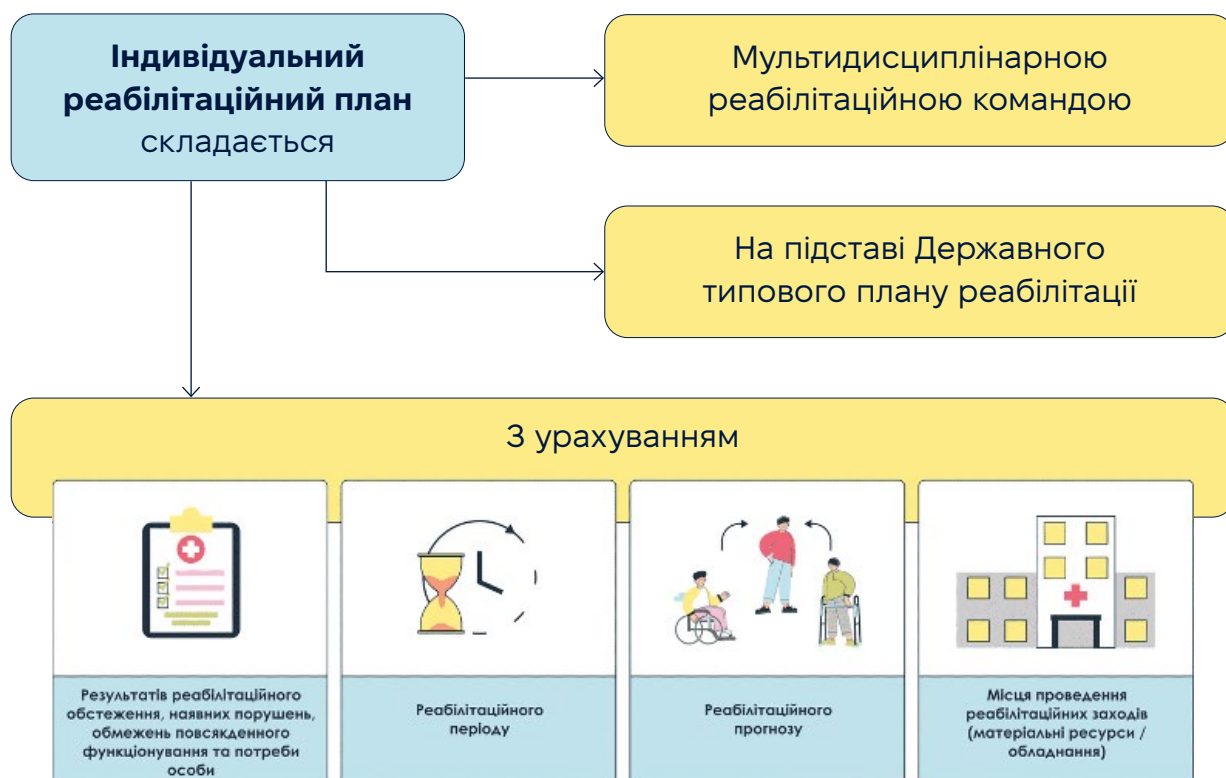 Індивідуальний
реабілітаційний план
складається
Мультидисциплінарною
реабілітаційною командою
На підставі Державного
типового плану реабілітації
З урахуванням
Результатів реабілітаційного
обстеження, наявних порушень,
обмежень повсякденного
функціонування та потреби
особи
Реабілітаційного
періоду
Реабілітаційного
прогнозу
Місця проведення
реабілітаційних заходів
(матеріальні ресурси /
обладнання)